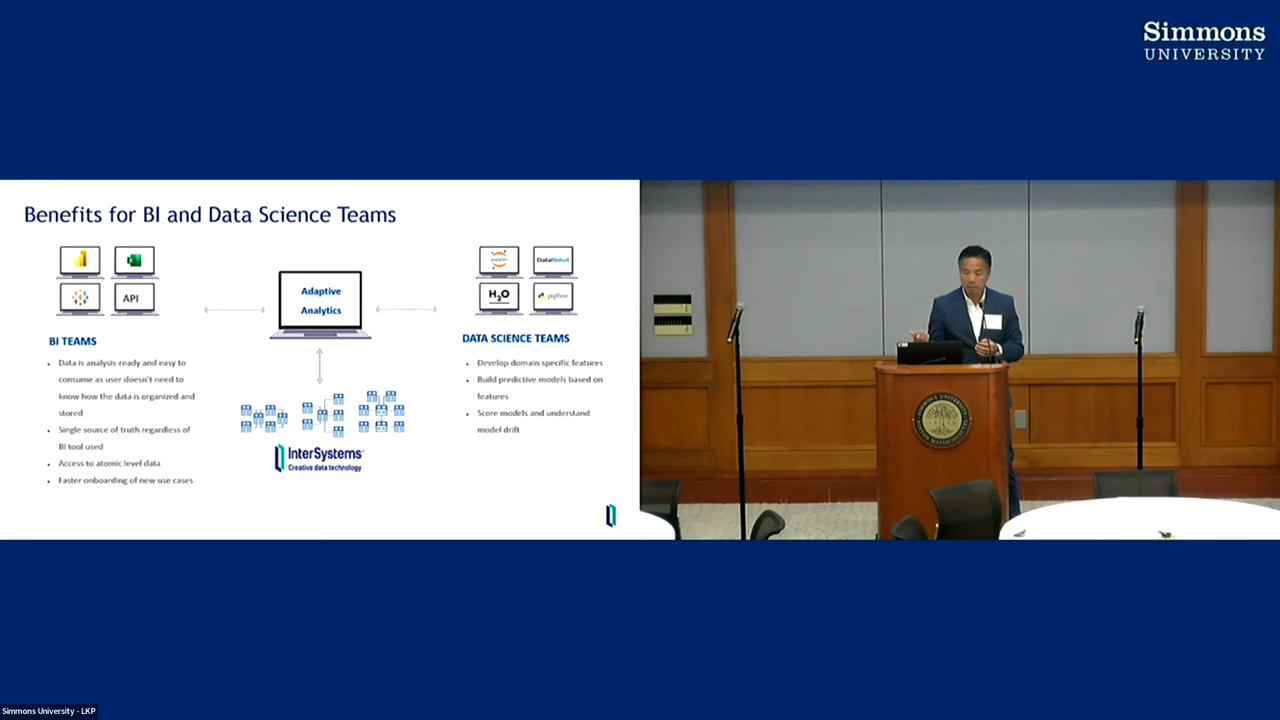 Simmons
UNIVERSITY
Benefits for BI and Data Science Teams
API
jupyter
DataRobot
H2O
python
Adaptive
Analytics
BI TEAMS
• Data is analysis-ready and easy to
consume as user doesn't need to
know how the data is organized and
stored
• Single source of truth regardless of
BI tool used
• Access to atomic level data
• Faster onboarding of new use cases
DATA SCIENCE TEAMS
• Develop domain specific features
• Build predictive models based on
features
• Score models and understand
model drift
InterSystems
Creative data technology
Simmons University - LKP